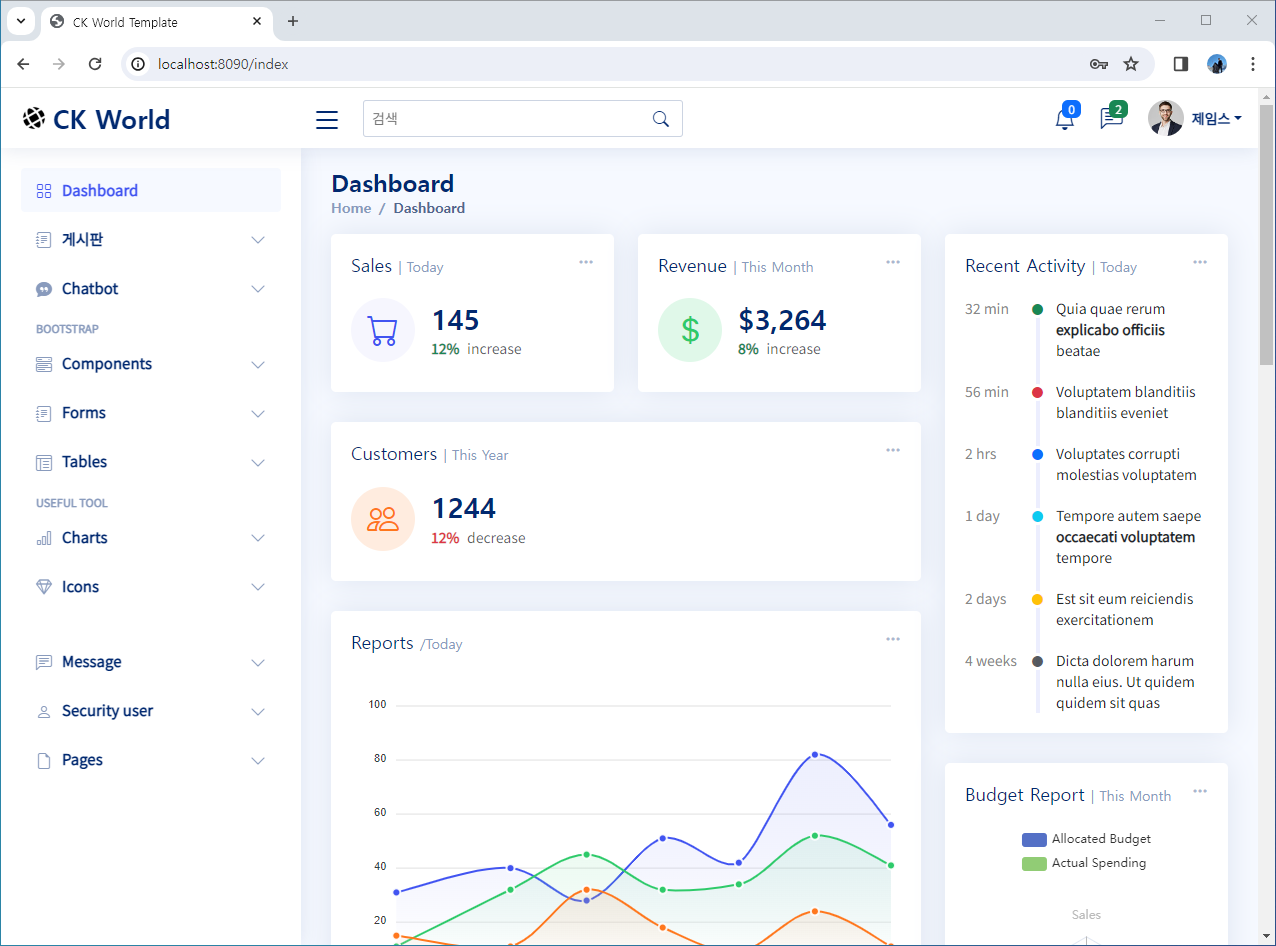 CK World Template
localhost:8090/index
CK World
검색
0
2
제임스
Dashboard
게시판
Chatbot
BOOTSTRAP
Components
Forms
Tables
USEFUL TOOL
Charts
Icons
Message
Security user
Pages
Dashboard
Home / Dashboard
Sales | Today
145
12% increase
Revenue | This Month
$3,264
8% increase
Customers | This Year
1244
12% decrease
Reports /Today
100
80
60
40
20
Recent Activity | Today
32 min
Quia quae rerum
explicabo officiis
beatae
56 min
Voluptatem blanditiis
blanditiis eveniet
2 hrs
Voluptates corrupti
molestias voluptatem
1 day
Tempore autem saepe
occaecati voluptatem
tempore
2 days
Est sit eum reiciendis
exercitationem
4 weeks
Dicta dolorem harum
nulla eius. Ut quidem
quidem sit quas
Budget Report | This Month
Allocated Budget
Actual Spending
Sales